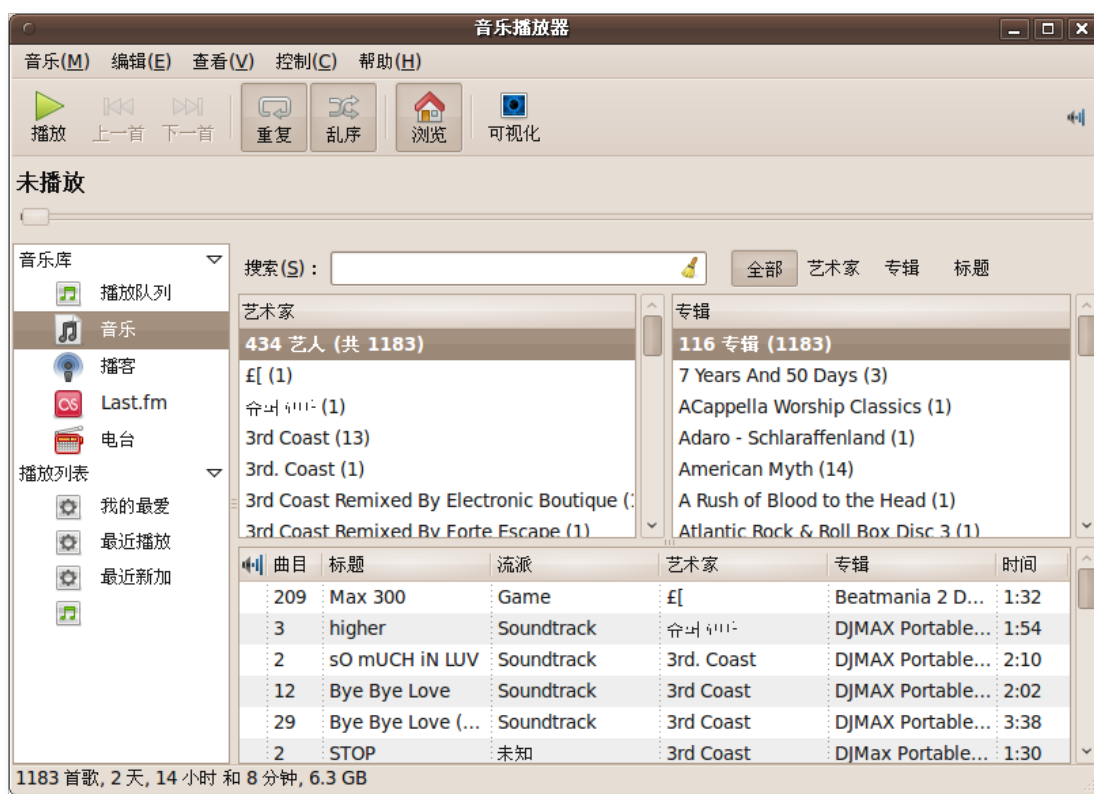 音乐播放器
音乐(M) 编辑(E) 查看(V) 控制(C) 帮助(H)
播放 上一首 下一首 重复 乱序 浏览 可视化
未播放
音乐库
播放队列
音乐
播客
Last.fm
电台
播放列表
我的最爱
最近播放
最近新加
搜索(S)： 全部 艺术家 专辑 标题
艺术家
434 艺人 (共 1183)
£[ (1)
(1)
3rd Coast (13)
3rd. Coast (1)
3rd Coast Remixed By Electronic Boutique (
3rd Coast Remixed By Forte Escape (1)
专辑
116 专辑 (1183)
7 Years And 50 Days (3)
ACappella Worship Classics (1)
Adaro - Schlaraffenland (1)
American Myth (14)
A Rush of Blood to the Head (1)
Atlantic Rock & Roll Box Disc 3 (1)
曲目 标题 流派 艺术家 专辑 时间
209 Max 300 Game £[ Beatmania 2 D... 1:32
3 higher Soundtrack DJMAX Portable... 1:54
2 sO mUCH iN LUV Soundtrack 3rd. Coast DJMAX Portable... 2:10
12 Bye Bye Love Soundtrack 3rd Coast DJMAX Portable... 2:02
29 Bye Bye Love (... Soundtrack 3rd Coast DJMAX Portable... 3:38
2 STOP 未知 3rd Coast DJMax Portable... 1:30
1183 首歌, 2 天, 14 小时 和 8 分钟, 6.3 GB